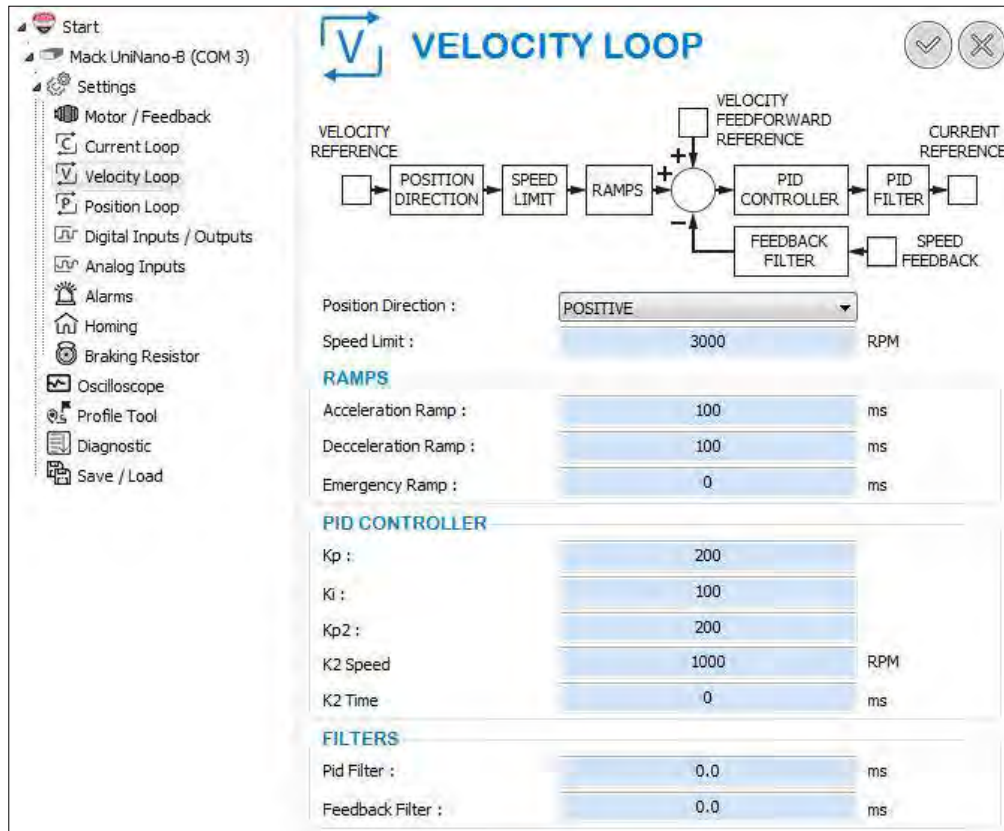 Start
Mack UniNano-B (COM 3)
Settings
Motor / Feedback
C Current Loop
V Velocity Loop
P Position Loop
Digital Inputs / Outputs
Analog Inputs
Alarms
Homing
Braking Resistor
Oscilloscope
Profile Tool
Diagnostic
Save / Load
V VELOCITY LOOP
VELOCITY
FEEDFORWARD
REFERENCE
VELOCITY
REFERENCE
CURRENT
REFERENCE
POSITION
DIRECTION
SPEED
LIMIT
RAMPS
+
+
−
PID
CONTROLLER
PID
FILTER
FEEDBACK
FILTER
SPEED
FEEDBACK
Position Direction : POSITIVE
Speed Limit : 3000 RPM
RAMPS
Acceleration Ramp : 100 ms
Decceleration Ramp : 100 ms
Emergency Ramp : 0 ms
PID CONTROLLER
Kp : 200
Ki : 100
Kp2 : 200
K2 Speed 1000 RPM
K2 Time 0 ms
FILTERS
Pid Filter : 0.0 ms
Feedback Filter : 0.0 ms